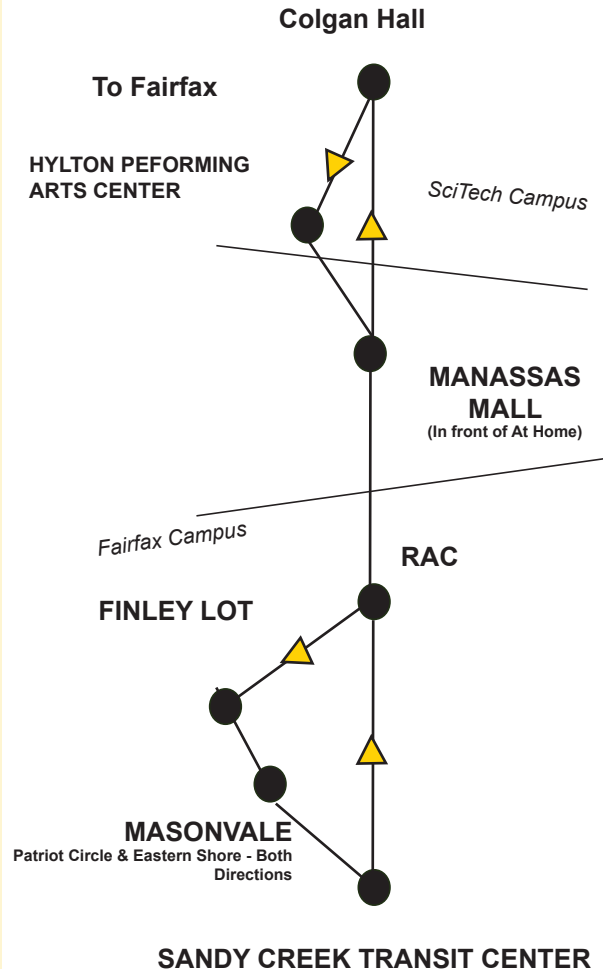 Colgan Hall
To Fairfax
HYLTON PEFORMING
ARTS CENTER
SciTech Campus
MANASSAS
MALL
(In front of At Home)
Fairfax Campus
RAC
FINLEY LOT
MASONVALE
Patriot Circle & Eastern Shore - Both
Directions
SANDY CREEK TRANSIT CENTER